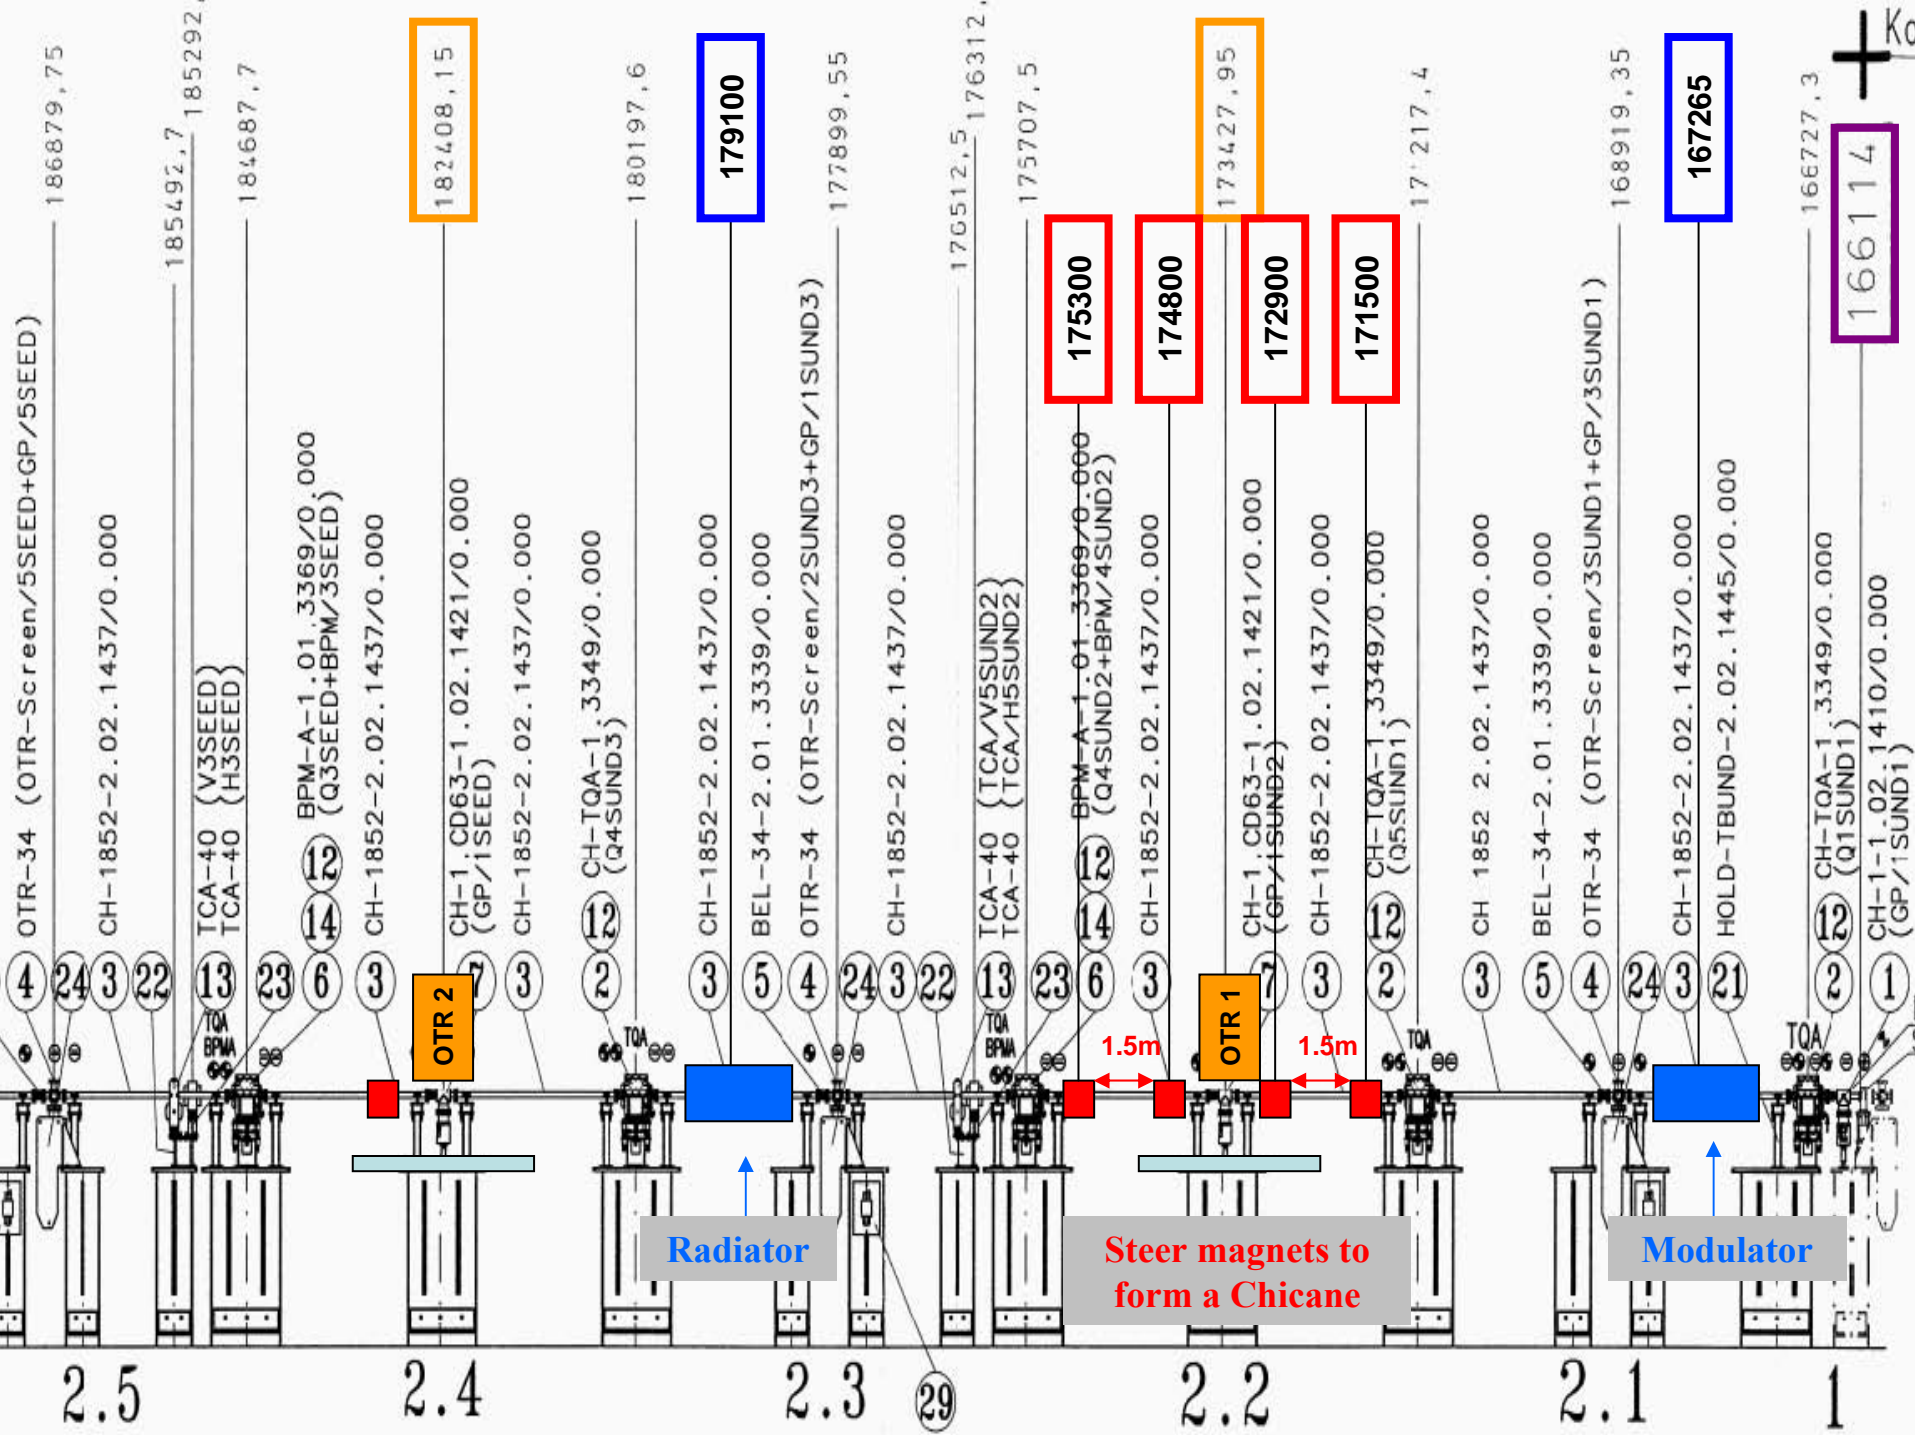 186879,75
185492,7
185292,
184687,7
182408,15
180197,6
179100
177899,55
176512,5
176312,
175707,5
175300
174800
173427,95
172900
171500
168919,35
167265
166727,3
166114
OTR-34 (OTR-Screen/5SEED+GP/5SEED)
CH-1852-2.02.1437/0.000
TCA-40 (V3SEED)
TCA-40 (H3SEED)
BPM-A-1.01.3369/0.000
(Q3SEED+BPM/3SEED)
CH-1852-2.02.1437/0.000
CH-1.CD63-1.02.1421/0.000
(GP/1SEED)
CH-1852-2.02.1437/0.000
CH-TQA-1.3349/0.000
(Q4SUND3)
CH-1852-2.02.1437/0.000
BEL-34-2.01.3339/0.000
OTR-34 (OTR-Screen/2SUND3+GP/1SUND3)
CH-1852-2.02.1437/0.000
TCA-40 (TCA/V5SUND2)
TCA-40 (TCA/H5SUND2)
BPM-A-1.01.3369/0.000
(Q4SUND2+BPM/4SUND2)
CH-1852-2.02.1437/0.000
CH-1.CD63-1.02.1421/0.000
(GP/1SUND2)
CH-1852-2.02.1437/0.000
CH-TQA-1.3349/0.000
(Q5SUND1)
CH 1852 2.02.1437/0.000
BEL-34-2.01.3339/0.000
OTR-34 (OTR-Screen/3SUND1+GP/3SUND1)
CH-1852-2.02.1437/0.000
HOLD-TBUND-2.02.1445/0.000
CH-TQA-1.3349/0.000
(Q1SUND1)
CH-1-1.02.1410/0.000
(GP/1SUND1)
12 12
14 12 14 12 12
4 24 3 22 13 23 6 3 7 3 2 3 5 4 24 3 22 13 23 6 3 7 3 2 3 5 4 24 3 21 2 1
TQA
BPMA
OTR 2
TQA
TQA
BPMA
1.5m
OTR 1
1.5m
TQA
TQA
Radiator
Steer magnets to
form a Chicane
Modulator
29
2.5 2.4 2.3 2.2 2.1 1